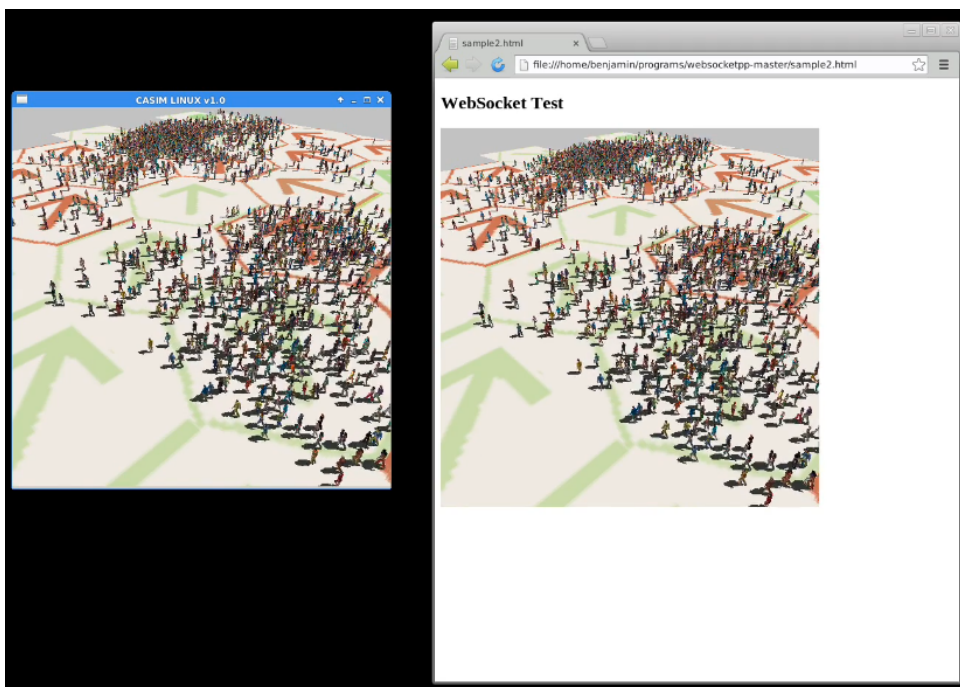 CASIM LINUX v1.0
sample2.html
file:///home/benjamin/programs/websocketpp-master/sample2.html
WebSocket Test